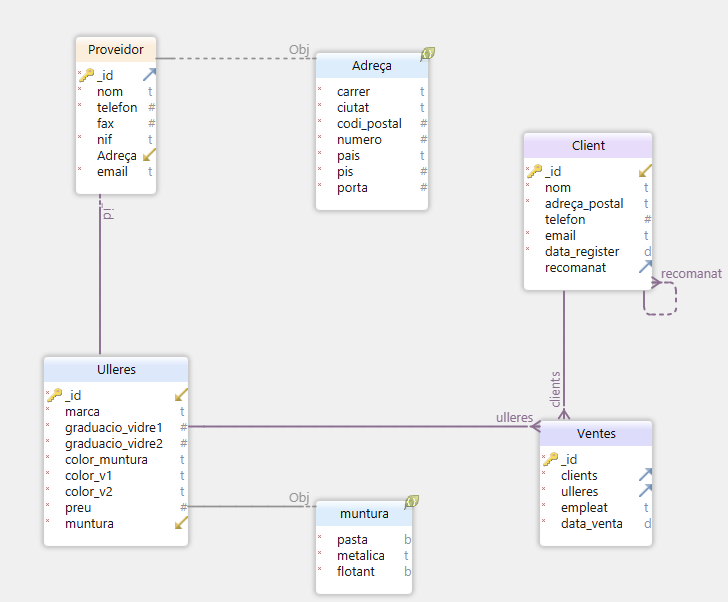 Proveidor
_id
nom t
telefon #
fax #
nif t
Adreça
email t
Obj
Adreça
carrer t
ciutat t
codi_postal #
numero #
pais t
pis #
porta #
Client
_id
nom t
adreça_postal t
telefon #
email t
data_register d
recomanat
recomanat
id
Ulleres
_id
marca t
graduacio_vidre1 #
graduacio_vidre2 #
color_muntura t
color_v1 t
color_v2 t
preu #
muntura
ulleres
clients
Obj
muntura
pasta b
metalica t
flotant b
Ventes
_id
clients
ulleres
empleat t
data_venta d